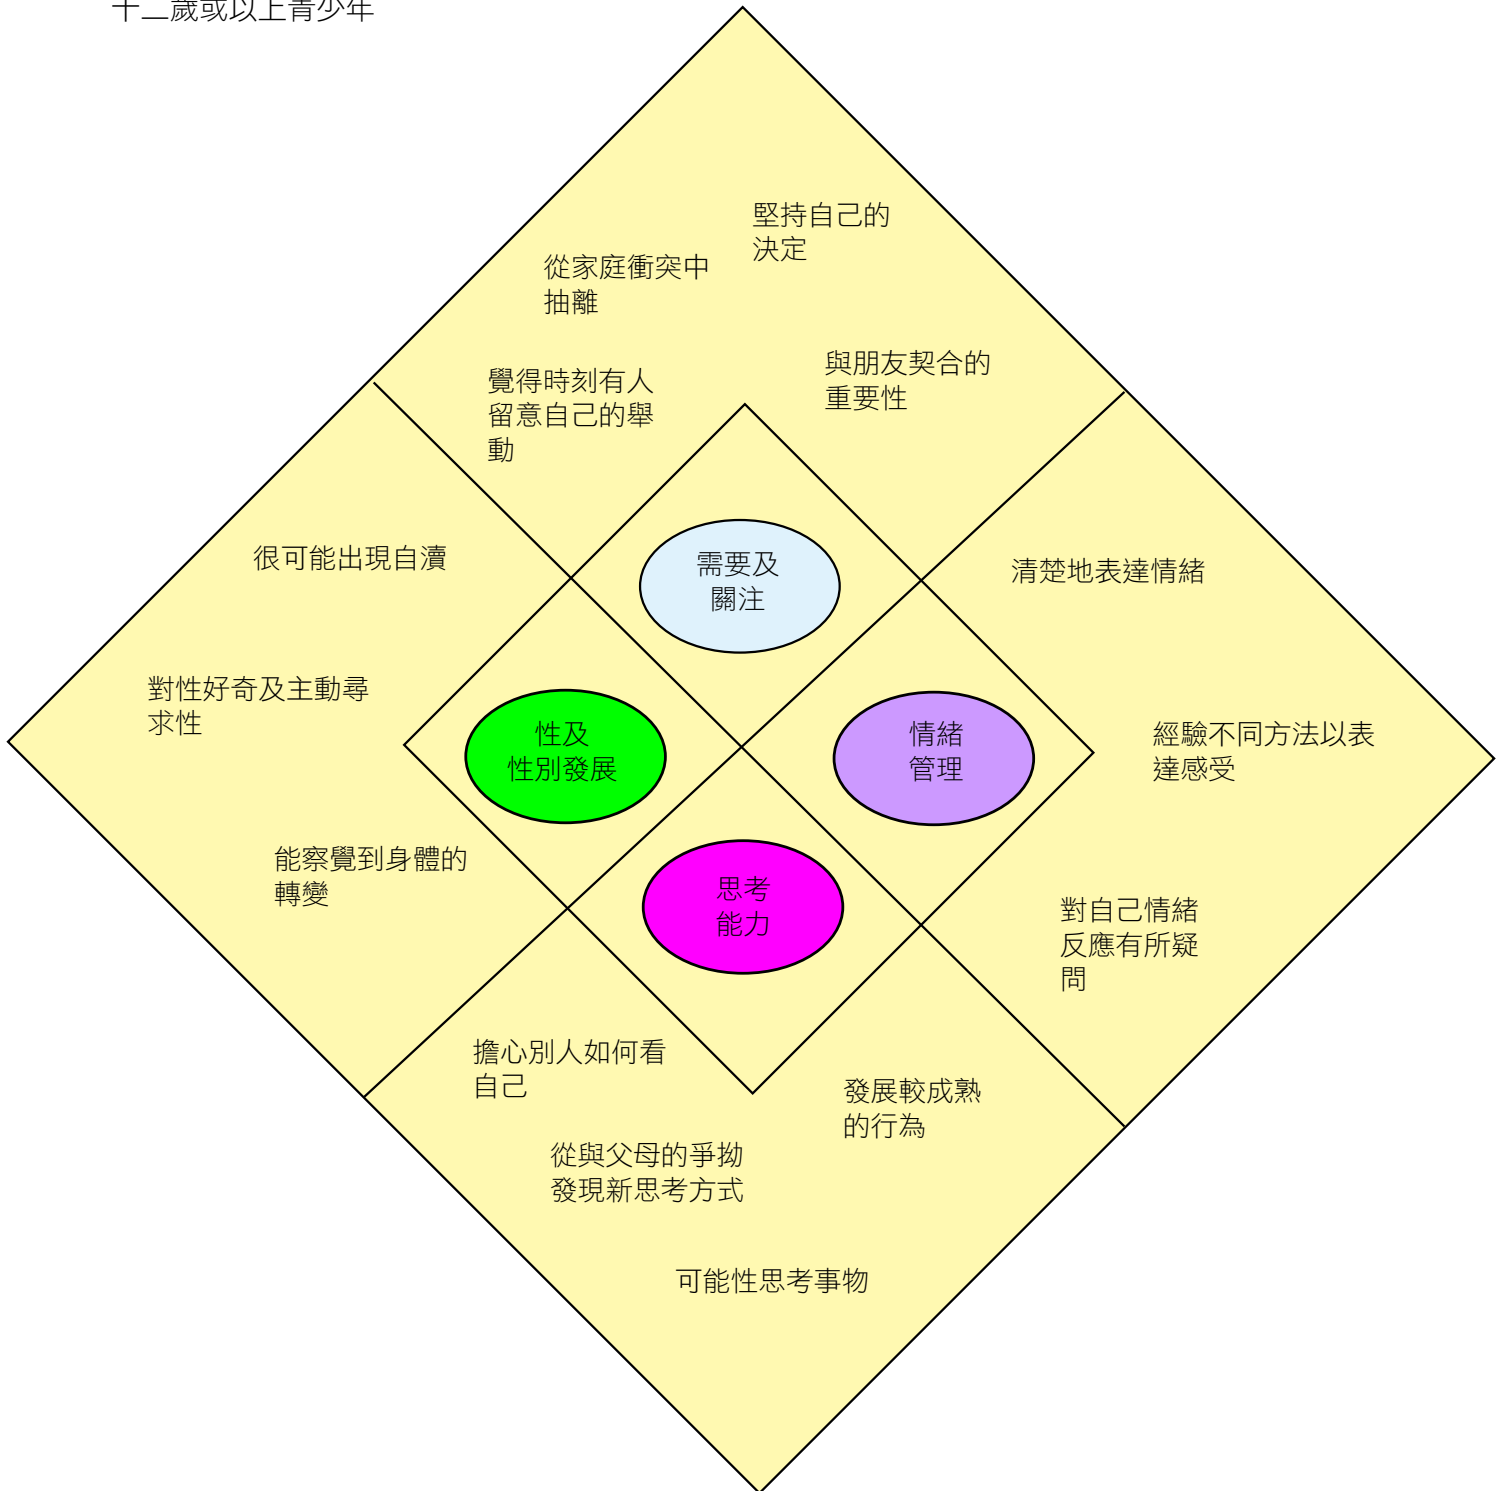 十二歲或以上青少年
堅持自己的
決定
從家庭衝突中
抽離
與朋友契合的
重要性
覺得時刻有人
留意自己的舉
動
很可能出現自瀆
需要及
關注
清楚地表達情緒
對性好奇及主動尋
求性
性及
性別發展
情緒
管理
經驗不同方法以表
達感受
能察覺到身體的
轉變
思考
能力
對自己情緒
反應有所疑
問
擔心別人如何看
自己
發展較成熟
的行為
從與父母的爭拗
發現新思考方式
可能性思考事物